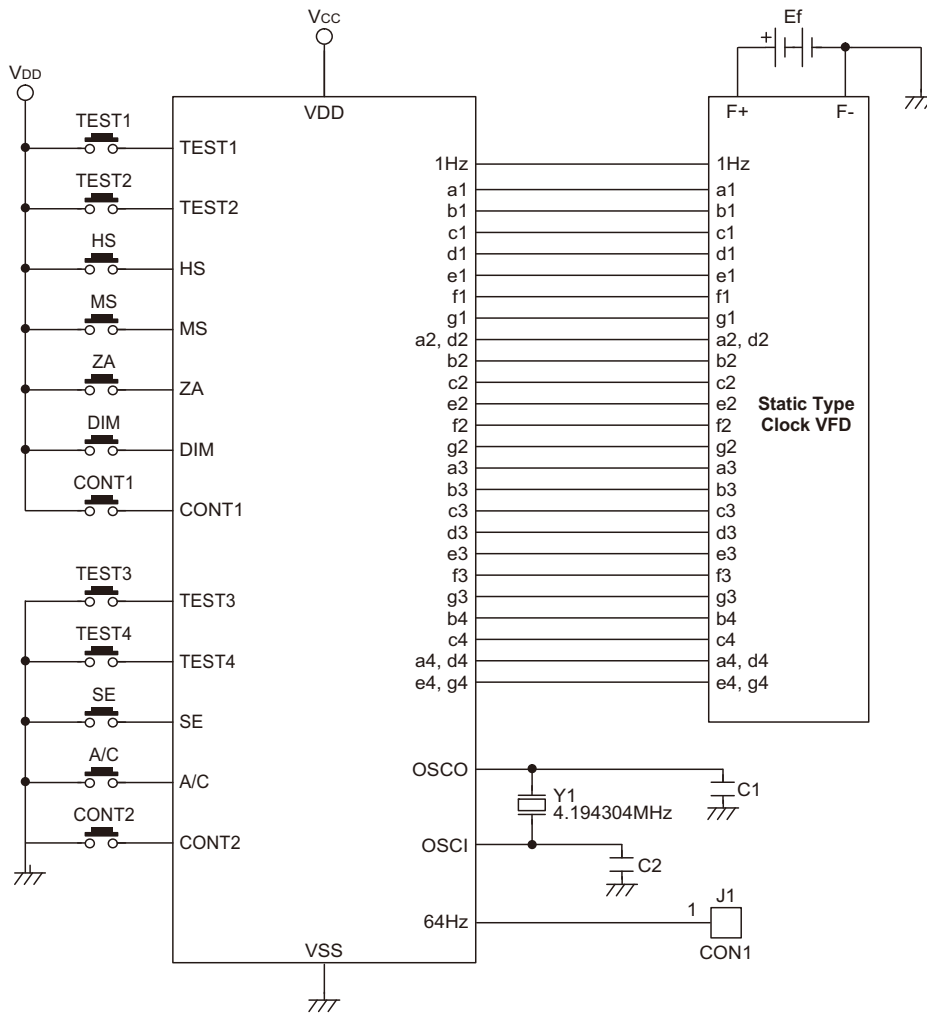 VCC
VDD
VDD
TEST1
TEST1
TEST2
TEST2
HS
HS
MS
MS
ZA
ZA
DIM
DIM
CONT1
CONT1
TEST3
TEST3
TEST4
TEST4
SE
SE
A/C
A/C
CONT2
CONT2
VSS
1Hz
a1
b1
c1
d1
e1
f1
g1
a2, d2
b2
c2
e2
f2
g2
a3
b3
c3
d3
e3
f3
g3
b4
c4
a4, d4
e4, g4
OSCO
OSCI
64Hz
+
Ef
F+
F-
1Hz
a1
b1
c1
d1
e1
f1
g1
a2, d2
b2
c2
e2
f2
g2
a3
b3
c3
d3
e3
f3
g3
b4
c4
a4, d4
e4, g4
Static Type
Clock VFD
Y1
4.194304MHz
C1
C2
1
J1
CON1